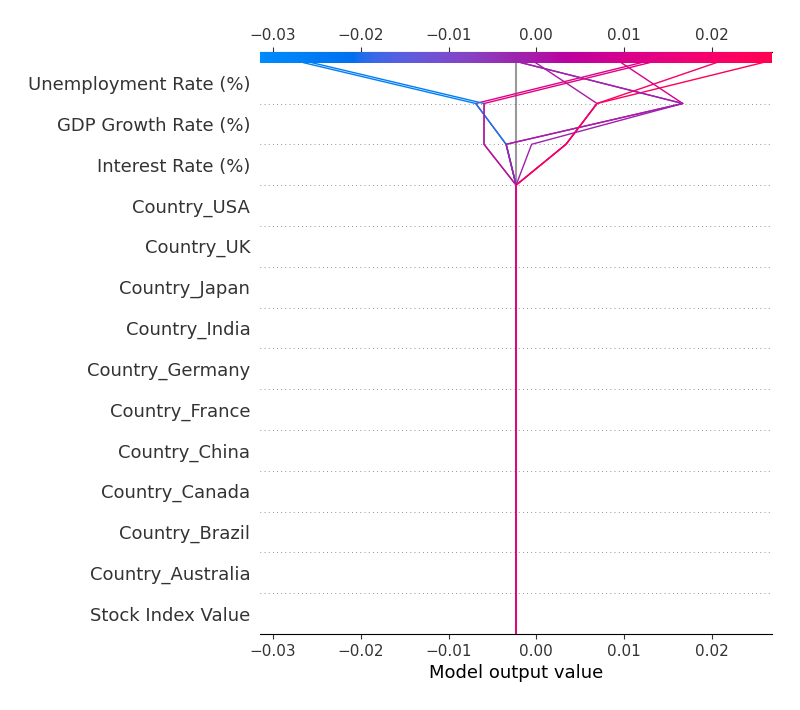 −0.03 −0.02 −0.01 0.00 0.01 0.02
Unemployment Rate (%)
GDP Growth Rate (%)
Interest Rate (%)
Country_USA
Country_UK
Country_Japan
Country_India
Country_Germany
Country_France
Country_China
Country_Canada
Country_Brazil
Country_Australia
Stock Index Value
−0.03 −0.02 −0.01 0.00 0.01 0.02
Model output value